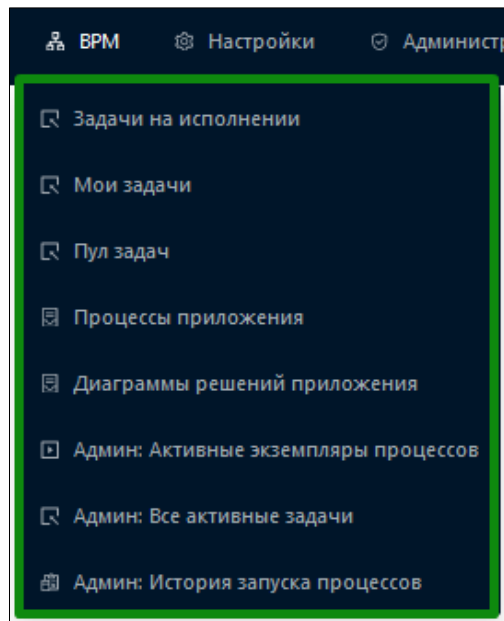 BPM Настройки Админист
Задачи на исполнении
Мои задачи
Пул задач
Процессы приложения
Диаграммы решений приложения
Админ: Активные экземпляры процессов
Админ: Все активные задачи
Админ: История запуска процессов